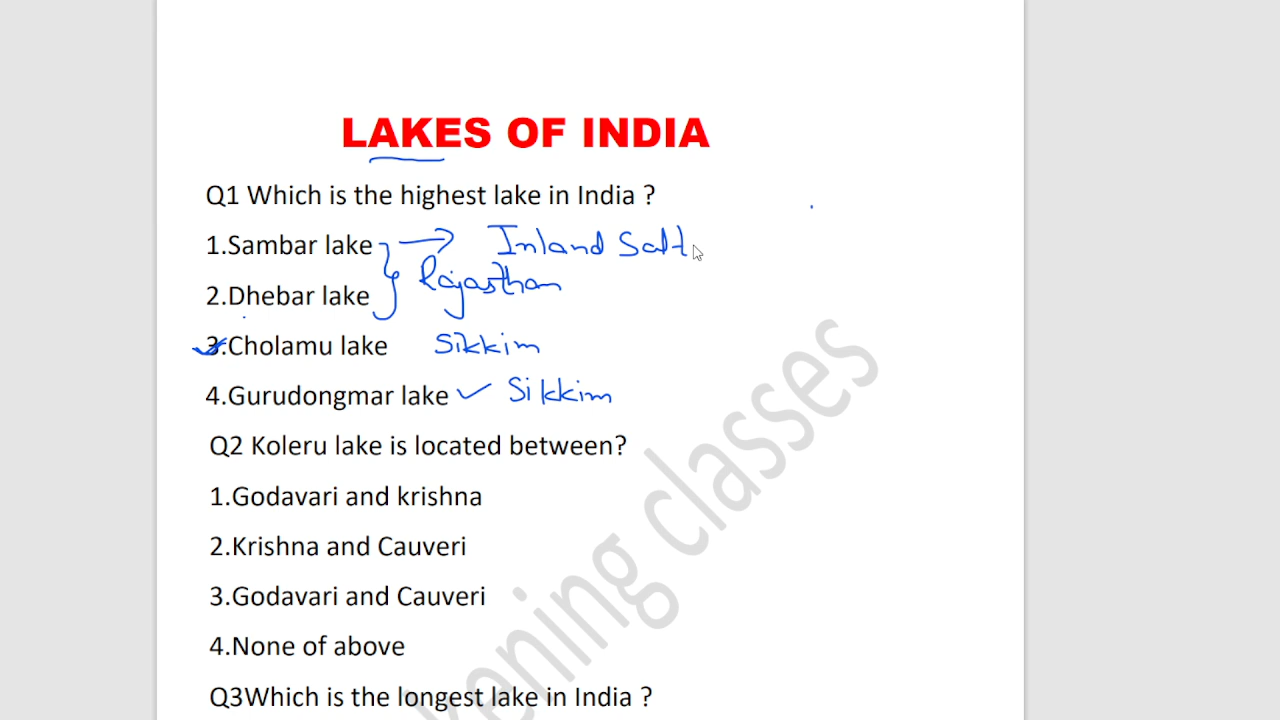 LAKES OF INDIA
Q1 Which is the highest lake in India ?
1.Sambar lake → Inland Salt
Rajasthan
2.Dhebar lake
3.Cholamu lake Sikkim
4.Gurudongmar lake ✓ Sikkim
Q2 Koleru lake is located between?
1.Godavari and krishna
2.Krishna and Cauveri
3.Godavari and Cauveri
4.None of above
Q3Which is the longest lake in India ?
kening classes